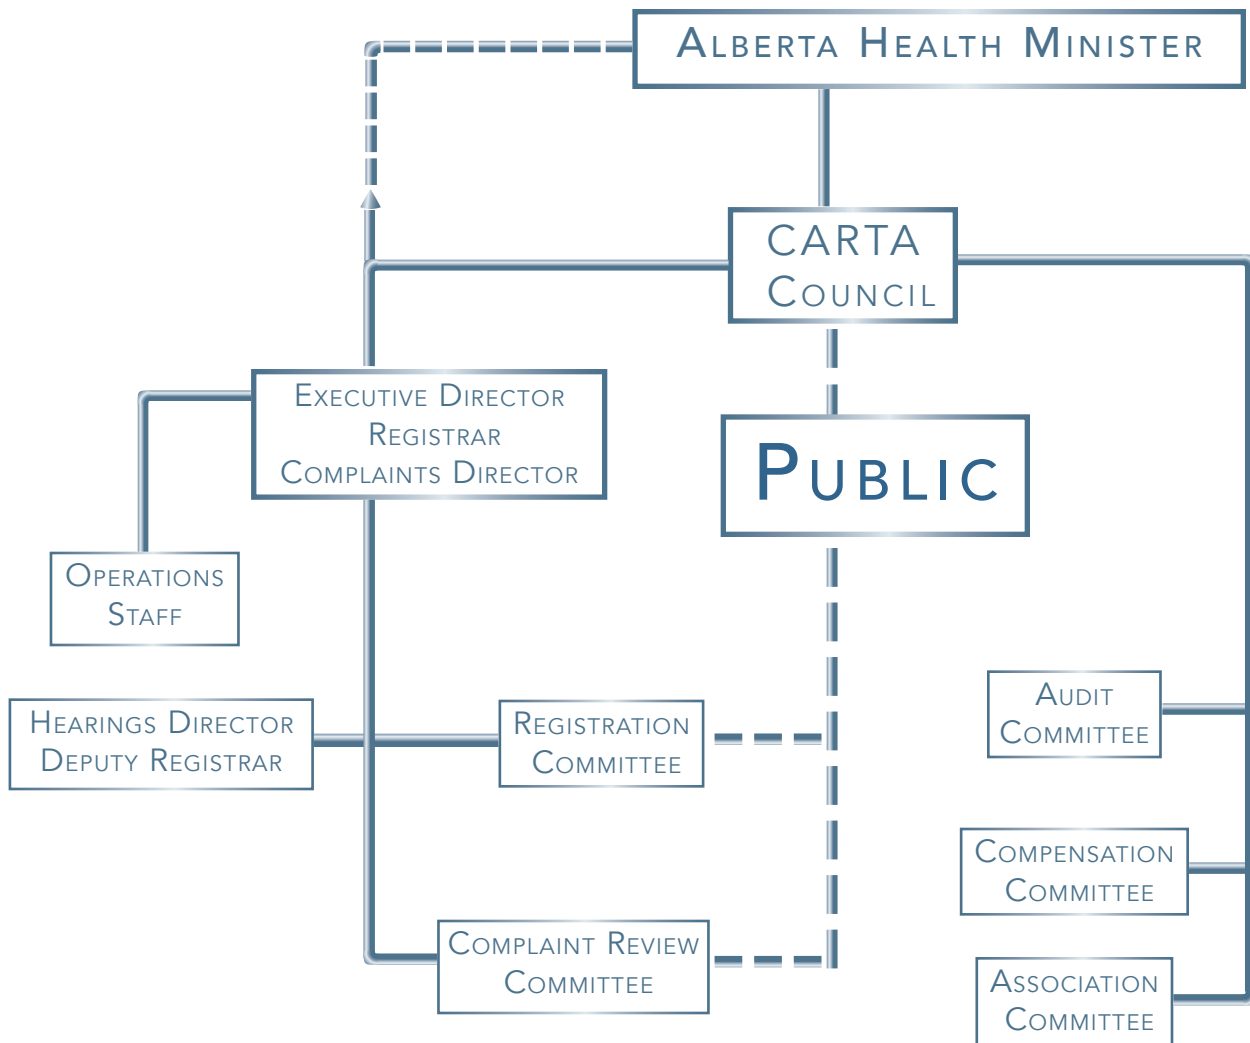 ALBERTA HEALTH MINISTER
CARTA
COUNCIL
EXECUTIVE DIRECTOR
REGISTRAR
COMPLAINTS DIRECTOR
PUBLIC
OPERATIONS
STAFF
HEARINGS DIRECTOR
DEPUTY REGISTRAR
REGISTRATION
COMMITTEE
AUDIT
COMMITTEE
COMPENSATION
COMMITTEE
COMPLAINT REVIEW
COMMITTEE
ASSOCIATION
COMMITTEE